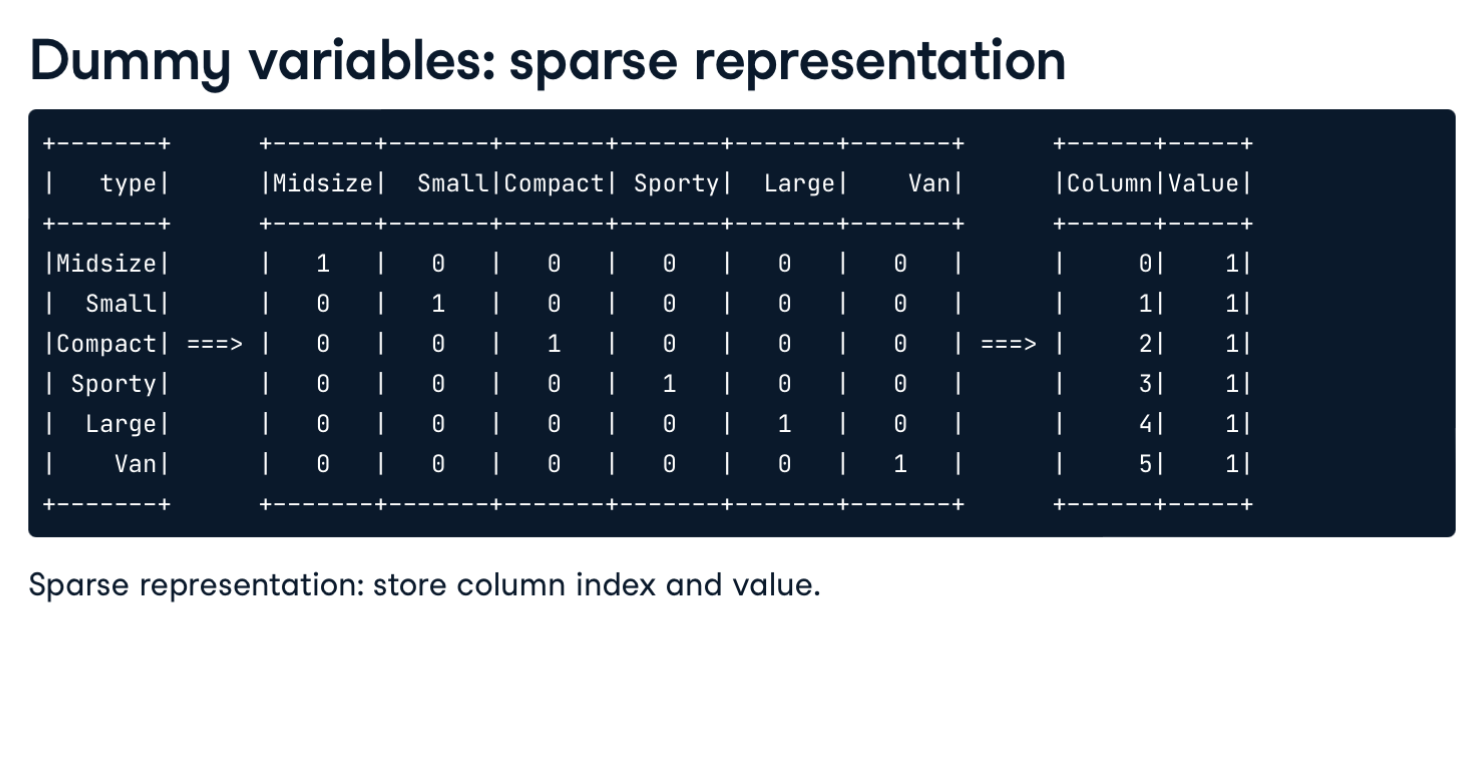 Dummy variables: sparse representation
+-------+      +-------+-------+-------+-------+-------+-------+      +------+-----+
|   type|      |Midsize|  Small|Compact| Sporty|  Large|    Van|      |Column|Value|
+-------+      +-------+-------+-------+-------+-------+-------+      +------+-----+
|Midsize|      |   1   |   0   |   0   |   0   |   0   |   0   |      |     0|    1|
|  Small|      |   0   |   1   |   0   |   0   |   0   |   0   |      |     1|    1|
|Compact| ===> |   0   |   0   |   1   |   0   |   0   |   0   | ===> |     2|    1|
| Sporty|      |   0   |   0   |   0   |   1   |   0   |   0   |      |     3|    1|
|  Large|      |   0   |   0   |   0   |   0   |   1   |   0   |      |     4|    1|
|    Van|      |   0   |   0   |   0   |   0   |   0   |   1   |      |     5|    1|
+-------+      +-------+-------+-------+-------+-------+-------+      +------+-----+
Sparse representation: store column index and value.